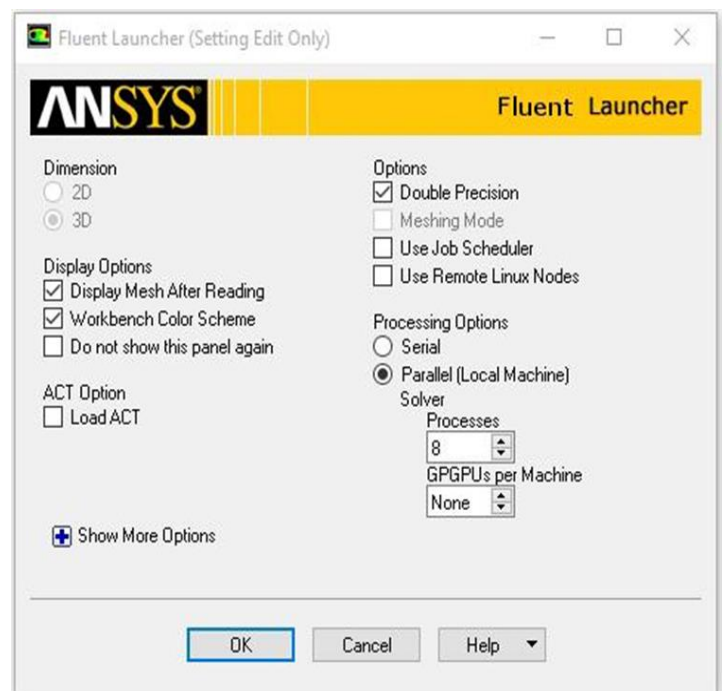 Fluent Launcher (Setting Edit Only)
ANSYS
Fluent Launcher
Dimension
2D
3D
Display Options
Display Mesh After Reading
Workbench Color Scheme
Do not show this panel again
ACT Option
Load ACT
Show More Options
Options
Double Precision
Meshing Mode
Use Job Scheduler
Use Remote Linux Nodes
Processing Options
Serial
Parallel (Local Machine)
Solver
Processes
8
GPGPUs per Machine
None
OK
Cancel
Help